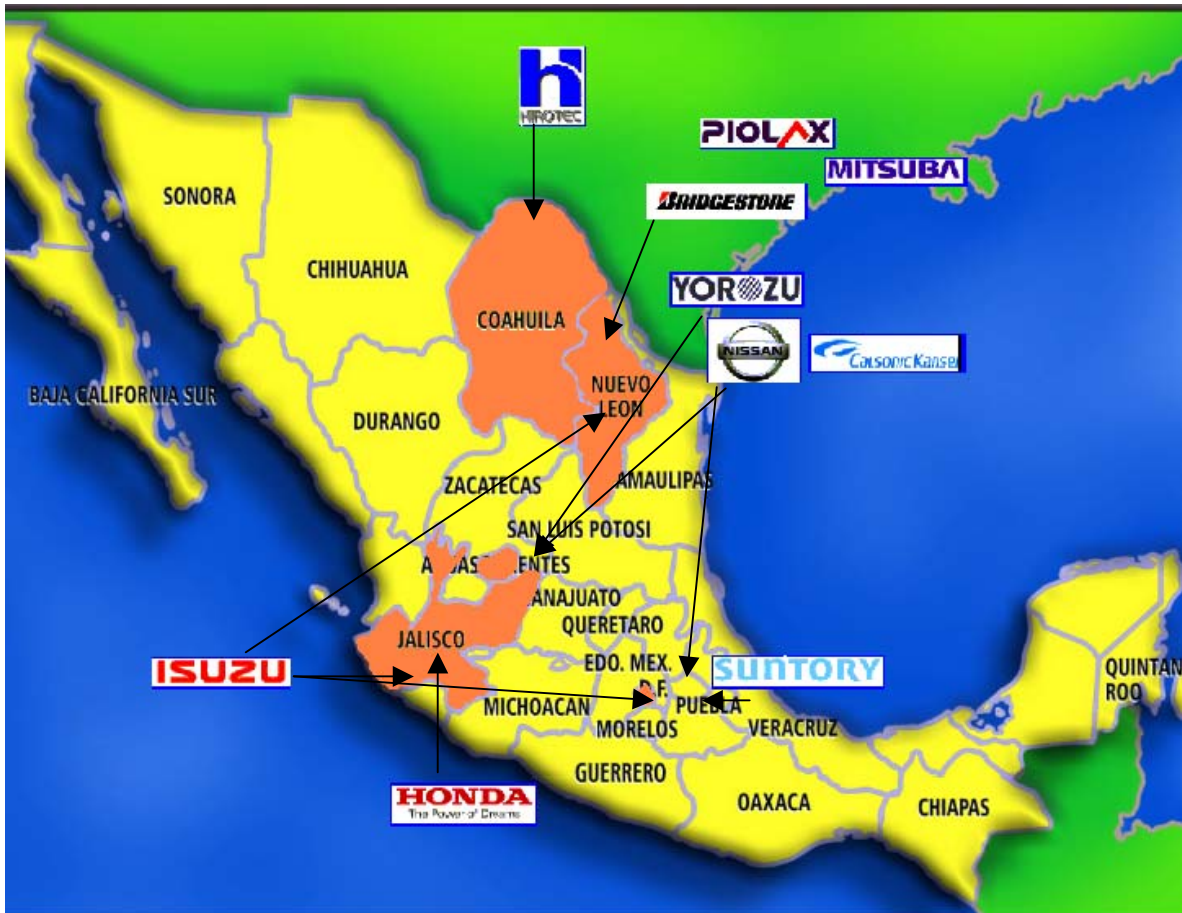 HIROTEC
PIOLAX
MITSUBA
BRIDGESTONE
SONORA
CHIHUAHUA
COAHUILA
YOROZU
NISSAN
CalsonicKansei
NUEVO
LEON
BAJA CALIFORNIA SUR
DURANGO
ZACATECAS
AMAULIPAS
SAN LUIS POTOSI
ANAJUATO
QUERETARO
JALISCO
EDO. MEX.
D.F.
SUNTORY
QUINTAN
ROO
ISUZU
MICHOACAN
PUEBLA
MORELOS
VERACRUZ
GUERRERO
HONDA
The Power of Dreams
OAXACA
CHIAPAS